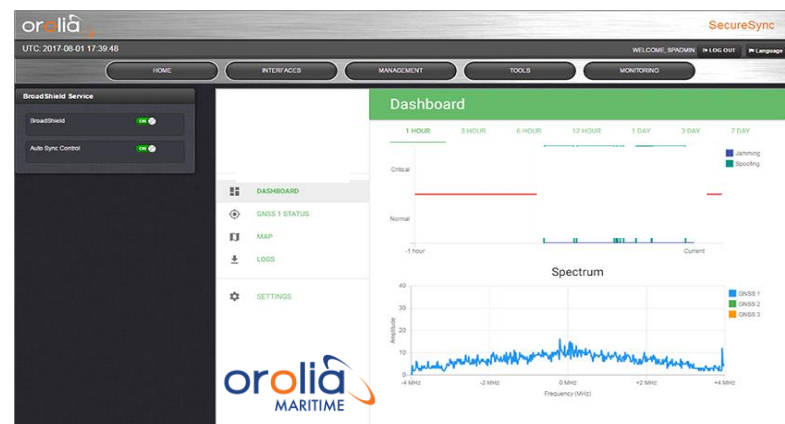 orolia
SecureSync
UTC: 2017-08-01 17:39:48
WELCOME, SPADMIN
LOG OUT
Language
HOME
INTERFACES
MANAGEMENT
TOOLS
MONITORING
BroadShield Service
BroadShield
ON
Auto Sync Control
ON
DASHBOARD
GNSS 1 STATUS
MAP
LOGS
SETTINGS
orolia
MARITIME
Dashboard
1 HOUR
3 HOUR
6 HOUR
12 HOUR
1 DAY
3 DAY
7 DAY
Jamming
Spoofing
Critical
Normal
-1 hour
Current
Spectrum
GNSS 1
GNSS 2
GNSS 3
Amplitude
40
30
20
10
0
-4 MHz
-2 MHz
0 MHz
+2 MHz
+4 MHz
Frequency (MHz)